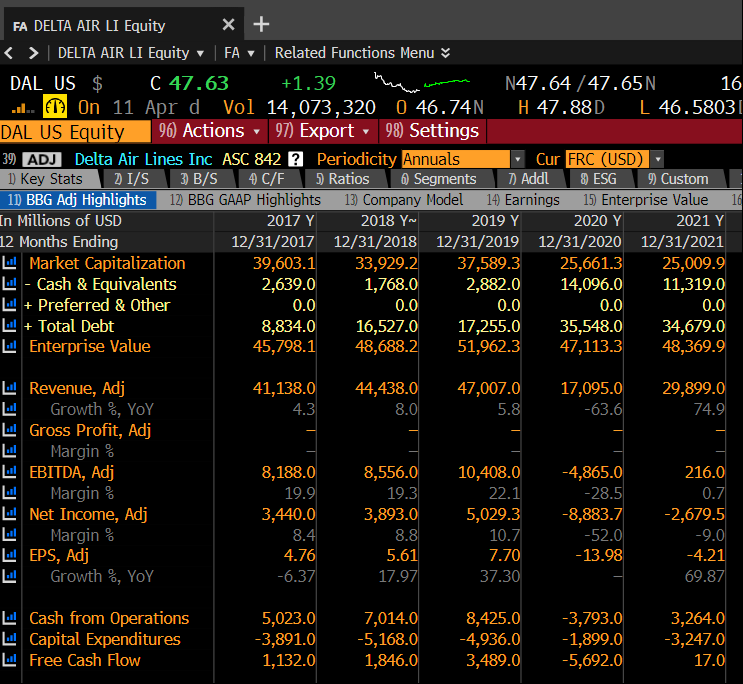 FA DELTA AIR LI Equity × +
< > DELTA AIR LI Equity ▾ FA ▾ Related Functions Menu
DAL US $ C 47.63 +1.39 N47.64/47.65N 16
On 11 Apr d Vol 14,073,320 O 46.74N H 47.88D L 46.5803D
DAL US Equity 96) Actions ▾ 97) Export ▾ 98) Settings
39) ADJ Delta Air Lines Inc ASC 842 ? Periodicity Annuals Cur FRC (USD)
1) Key Stats 2) I/S 3) B/S 4) C/F 5) Ratios 6) Segments 7) Addl 8) ESG 9) Custom
11) BBG Adj Highlights 12) BBG GAAP Highlights 13) Company Model 14) Earnings 15) Enterprise Value 16
In Millions of USD 2017 Y 2018 Y~ 2019 Y 2020 Y 2021 Y
12 Months Ending 12/31/2017 12/31/2018 12/31/2019 12/31/2020 12/31/2021
Market Capitalization 39,603.1 33,929.2 37,589.3 25,661.3 25,009.9
- Cash & Equivalents 2,639.0 1,768.0 2,882.0 14,096.0 11,319.0
+ Preferred & Other 0.0 0.0 0.0 0.0 0.0
+ Total Debt 8,834.0 16,527.0 17,255.0 35,548.0 34,679.0
Enterprise Value 45,798.1 48,688.2 51,962.3 47,113.3 48,369.9
Revenue, Adj 41,138.0 44,438.0 47,007.0 17,095.0 29,899.0
Growth %, YoY 4.3 8.0 5.8 -63.6 74.9
Gross Profit, Adj – – – – –
Margin % – – – – –
EBITDA, Adj 8,188.0 8,556.0 10,408.0 -4,865.0 216.0
Margin % 19.9 19.3 22.1 -28.5 0.7
Net Income, Adj 3,440.0 3,893.0 5,029.3 -8,883.7 -2,679.5
Margin % 8.4 8.8 10.7 -52.0 -9.0
EPS, Adj 4.76 5.61 7.70 -13.98 -4.21
Growth %, YoY -6.37 17.97 37.30 – 69.87
Cash from Operations 5,023.0 7,014.0 8,425.0 -3,793.0 3,264.0
Capital Expenditures -3,891.0 -5,168.0 -4,936.0 -1,899.0 -3,247.0
Free Cash Flow 1,132.0 1,846.0 3,489.0 -5,692.0 17.0